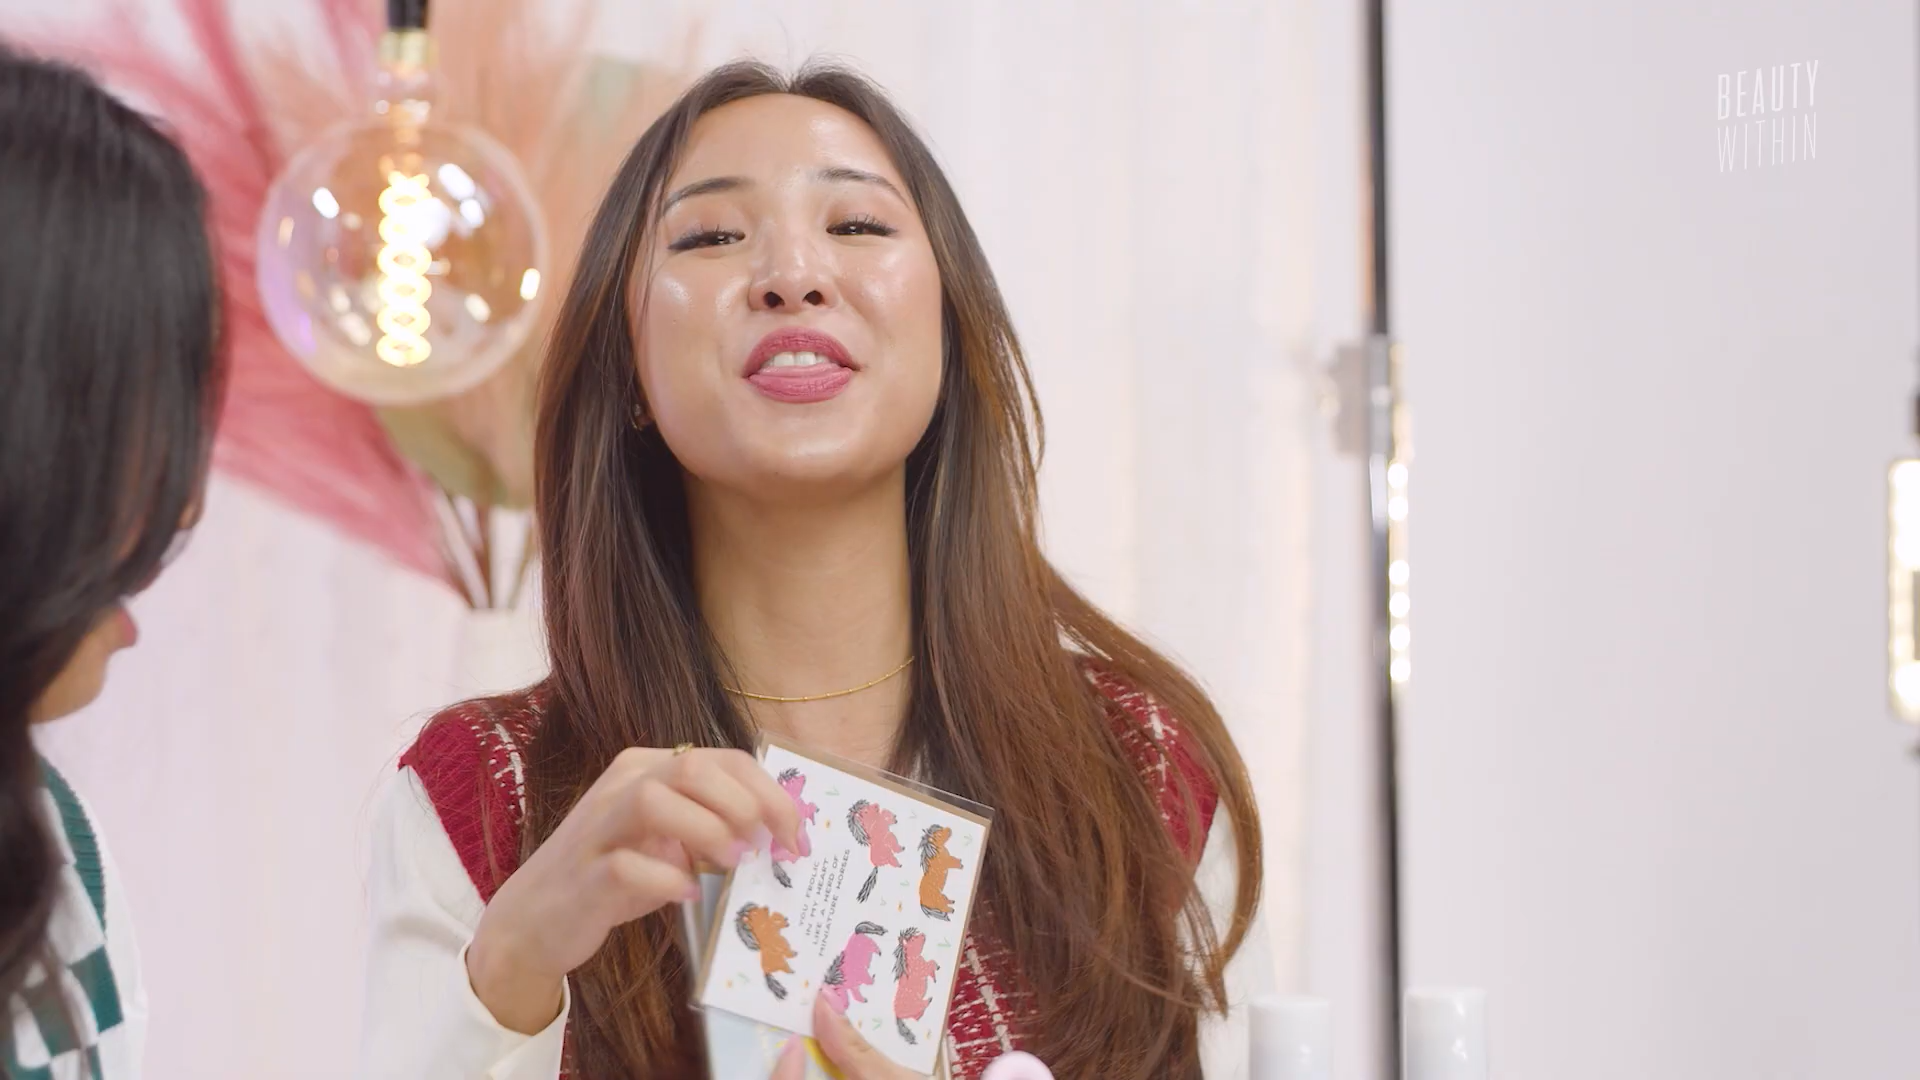 BEAUTY
WITHIN
YOU FROLIC
IN MY HEART
LIKE A HERD OF
MINIATURE HORSES